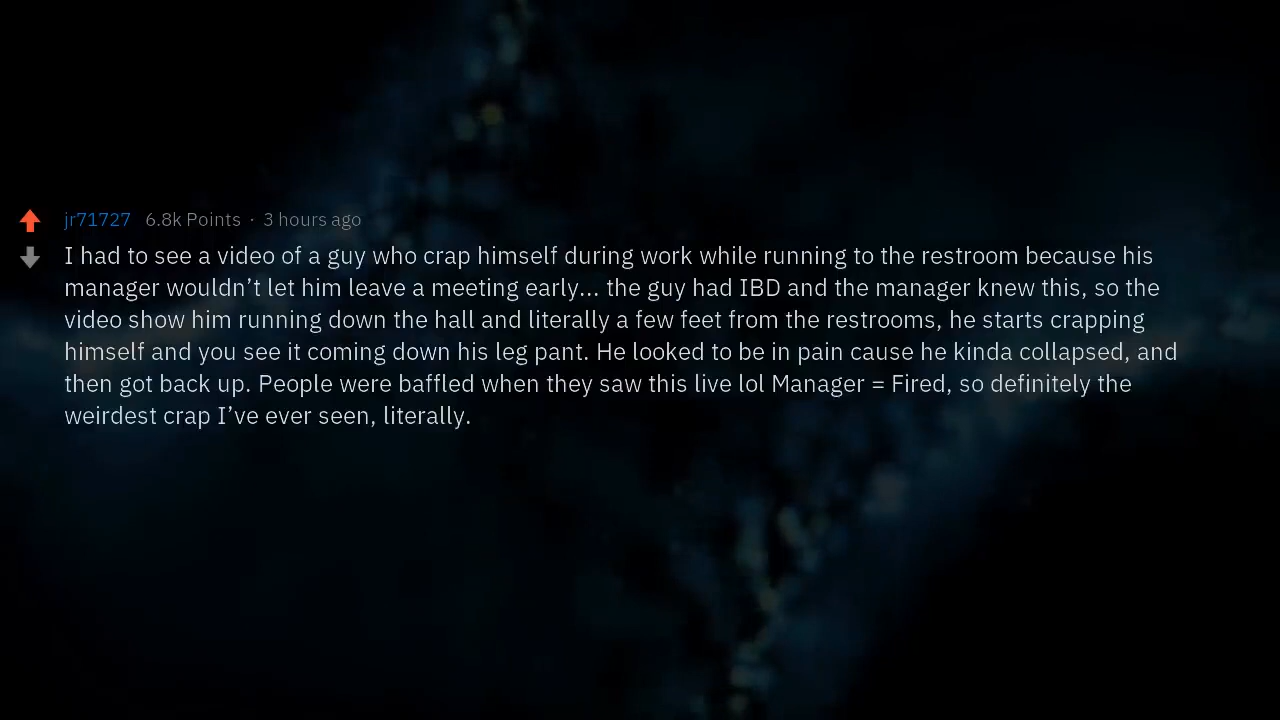 jr71727 6.8k Points · 3 hours ago
I had to see a video of a guy who crap himself during work while running to the restroom because his
manager wouldn’t let him leave a meeting early... the guy had IBD and the manager knew this, so the
video show him running down the hall and literally a few feet from the restrooms, he starts crapping
himself and you see it coming down his leg pant. He looked to be in pain cause he kinda collapsed, and
then got back up. People were baffled when they saw this live lol Manager = Fired, so definitely the
weirdest crap I’ve ever seen, literally.